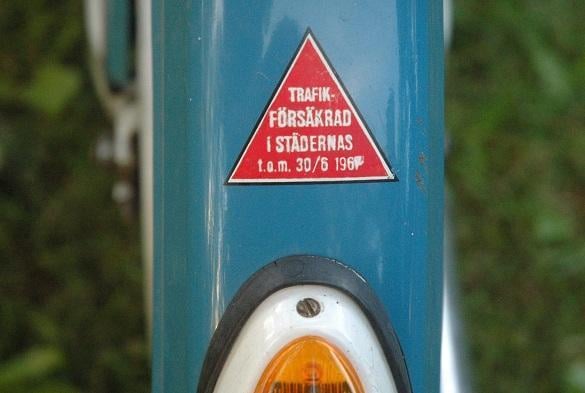 TRAFIK-
FÖRSÄKRAD
I STÄDERNAS
t.o.m. 30/6